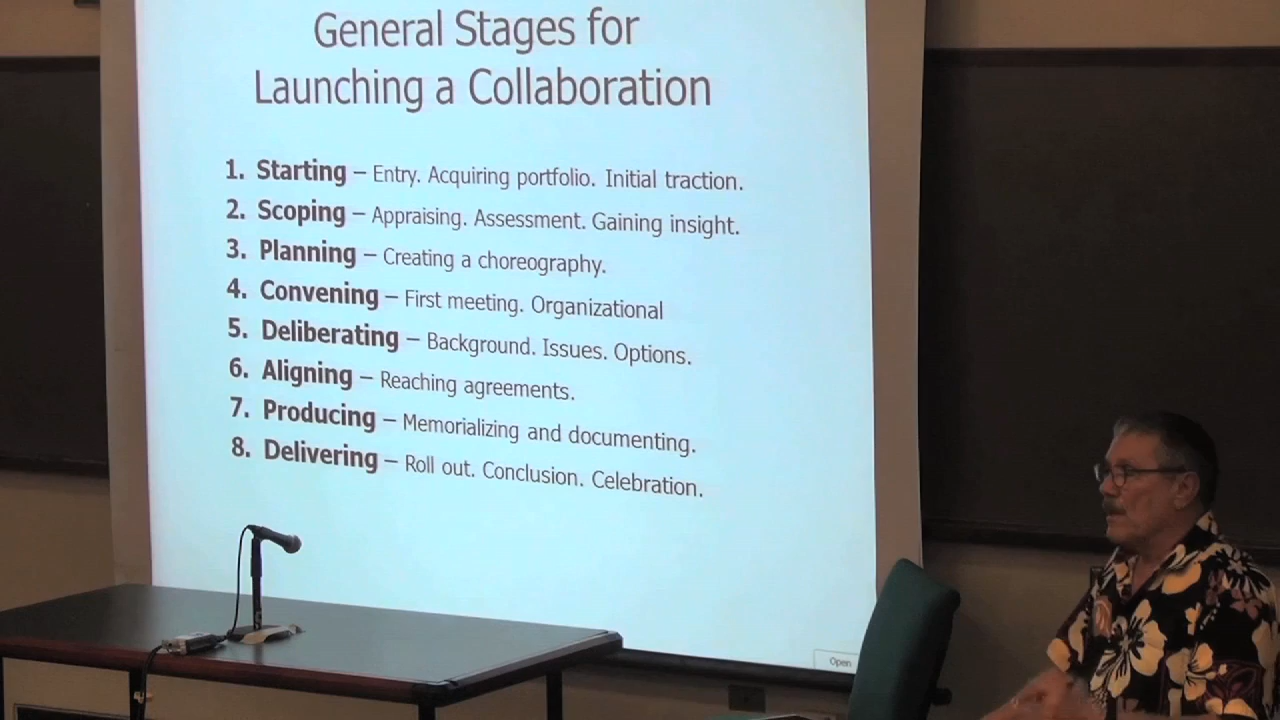 General Stages for
Launching a Collaboration
1. Starting – Entry. Acquiring portfolio. Initial traction.
2. Scoping – Appraising. Assessment. Gaining insight.
3. Planning – Creating a choreography.
4. Convening – First meeting. Organizational
5. Deliberating – Background. Issues. Options.
6. Aligning – Reaching agreements.
7. Producing – Memorializing and documenting.
8. Delivering – Roll out. Conclusion. Celebration.
Open